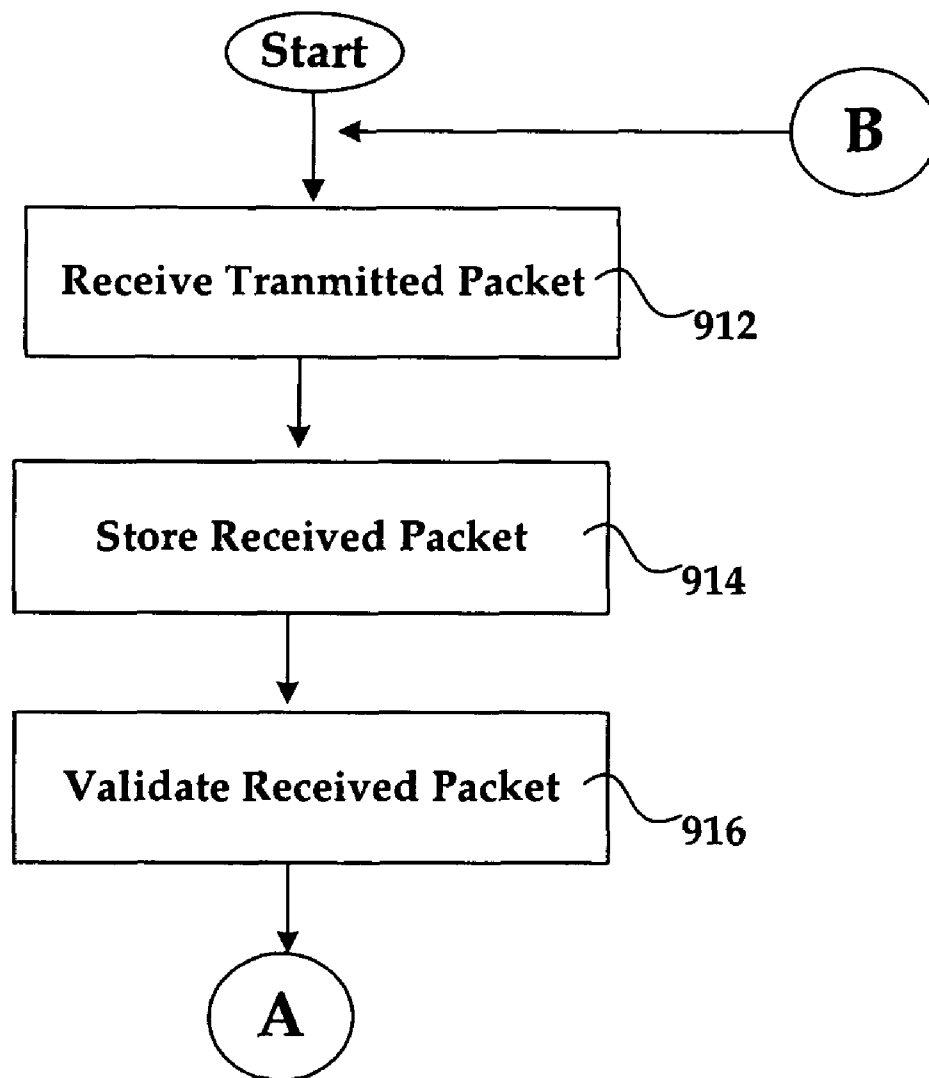 Start
B
Receive Tranmitted Packet
912
Store Received Packet
914
Validate Received Packet
916
A